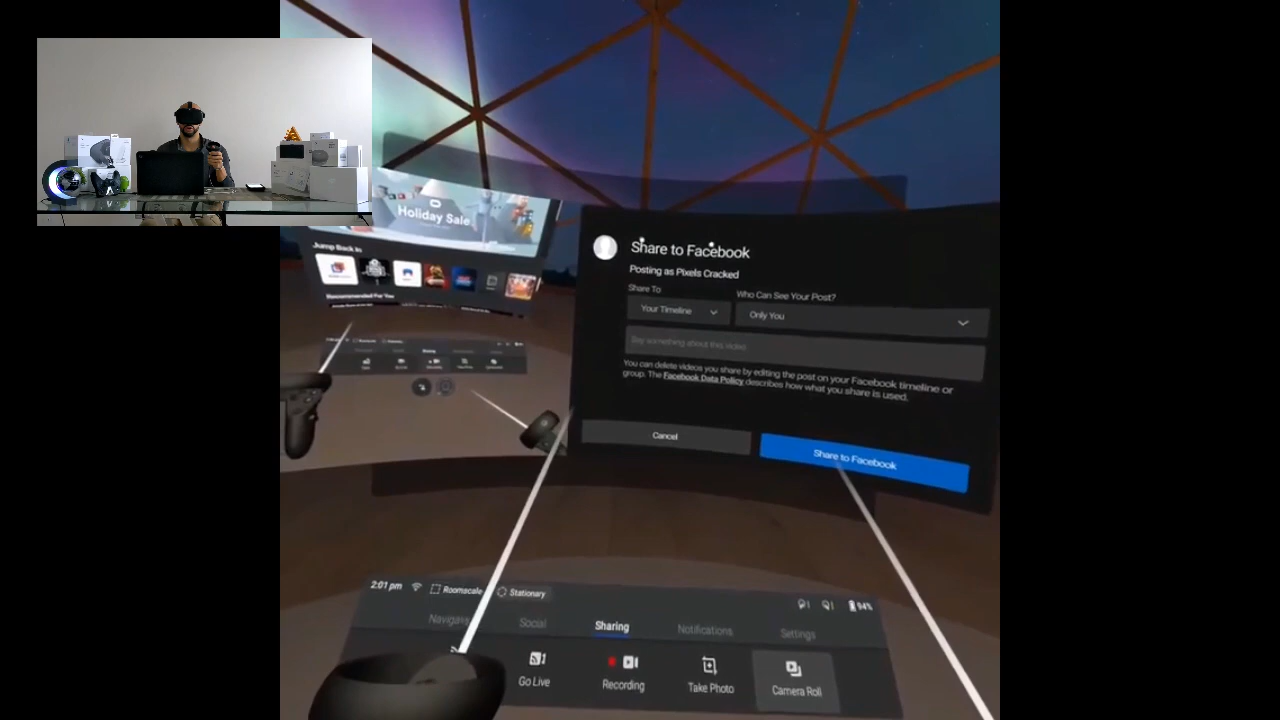 Holiday Sale
Jump Back In
Recommended For You
Share to Facebook
Posting as Pixels Cracked
Share To
Who Can See Your Post?
Your Timeline
Only You
Say something about this video
You can delete videos you share by editing the post on your Facebook timeline or
group. The Facebook Data Policy describes how what you share is used.
Cancel
Share to Facebook
2:01 pm
Roomscale
Stationary
94%
Navigate
Social
Sharing
Notifications
Settings
Go Live
Recording
Take Photo
Camera Roll